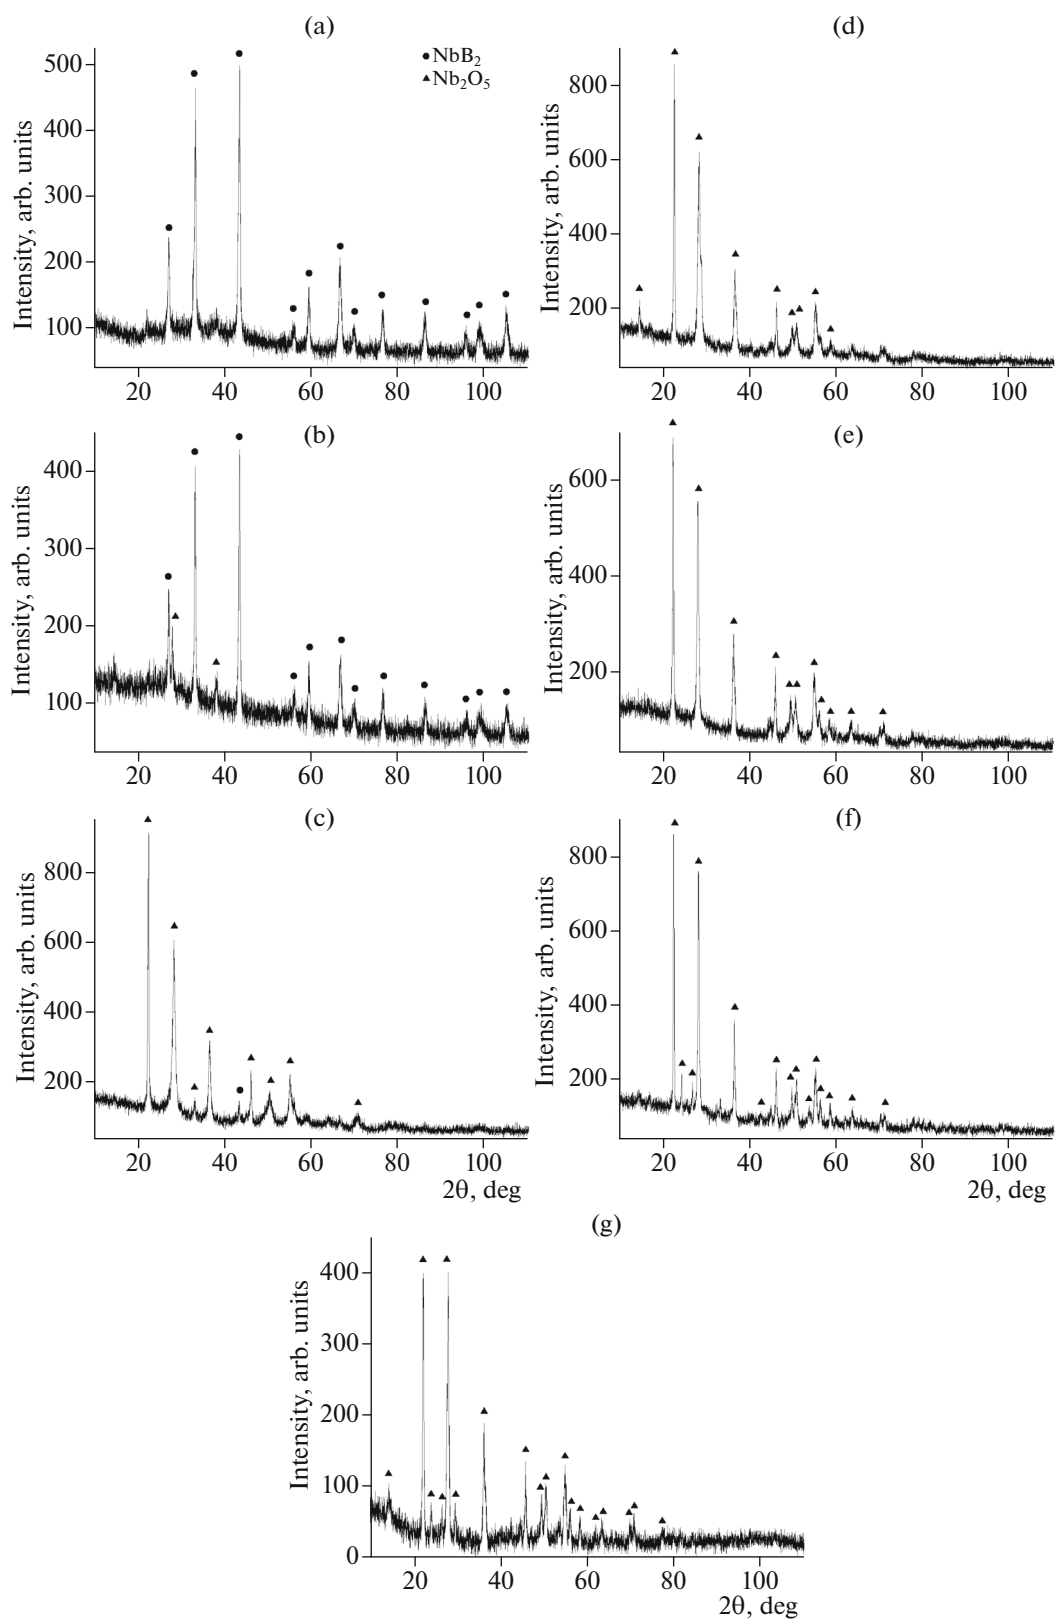 (a)
● NbB₂
▲ Nb₂O₅
Intensity, arb. units
500
400
300
200
100
20 40 60 80 100
(d)
Intensity, arb. units
800
600
400
200
20 40 60 80 100
(b)
Intensity, arb. units
400
300
200
100
20 40 60 80 100
(e)
Intensity, arb. units
600
400
200
20 40 60 80 100
(c)
Intensity, arb. units
800
600
400
200
20 40 60 80 100
2θ, deg
(f)
Intensity, arb. units
800
600
400
200
20 40 60 80 100
2θ, deg
(g)
Intensity, arb. units
400
300
200
100
0
20 40 60 80 100
2θ, deg